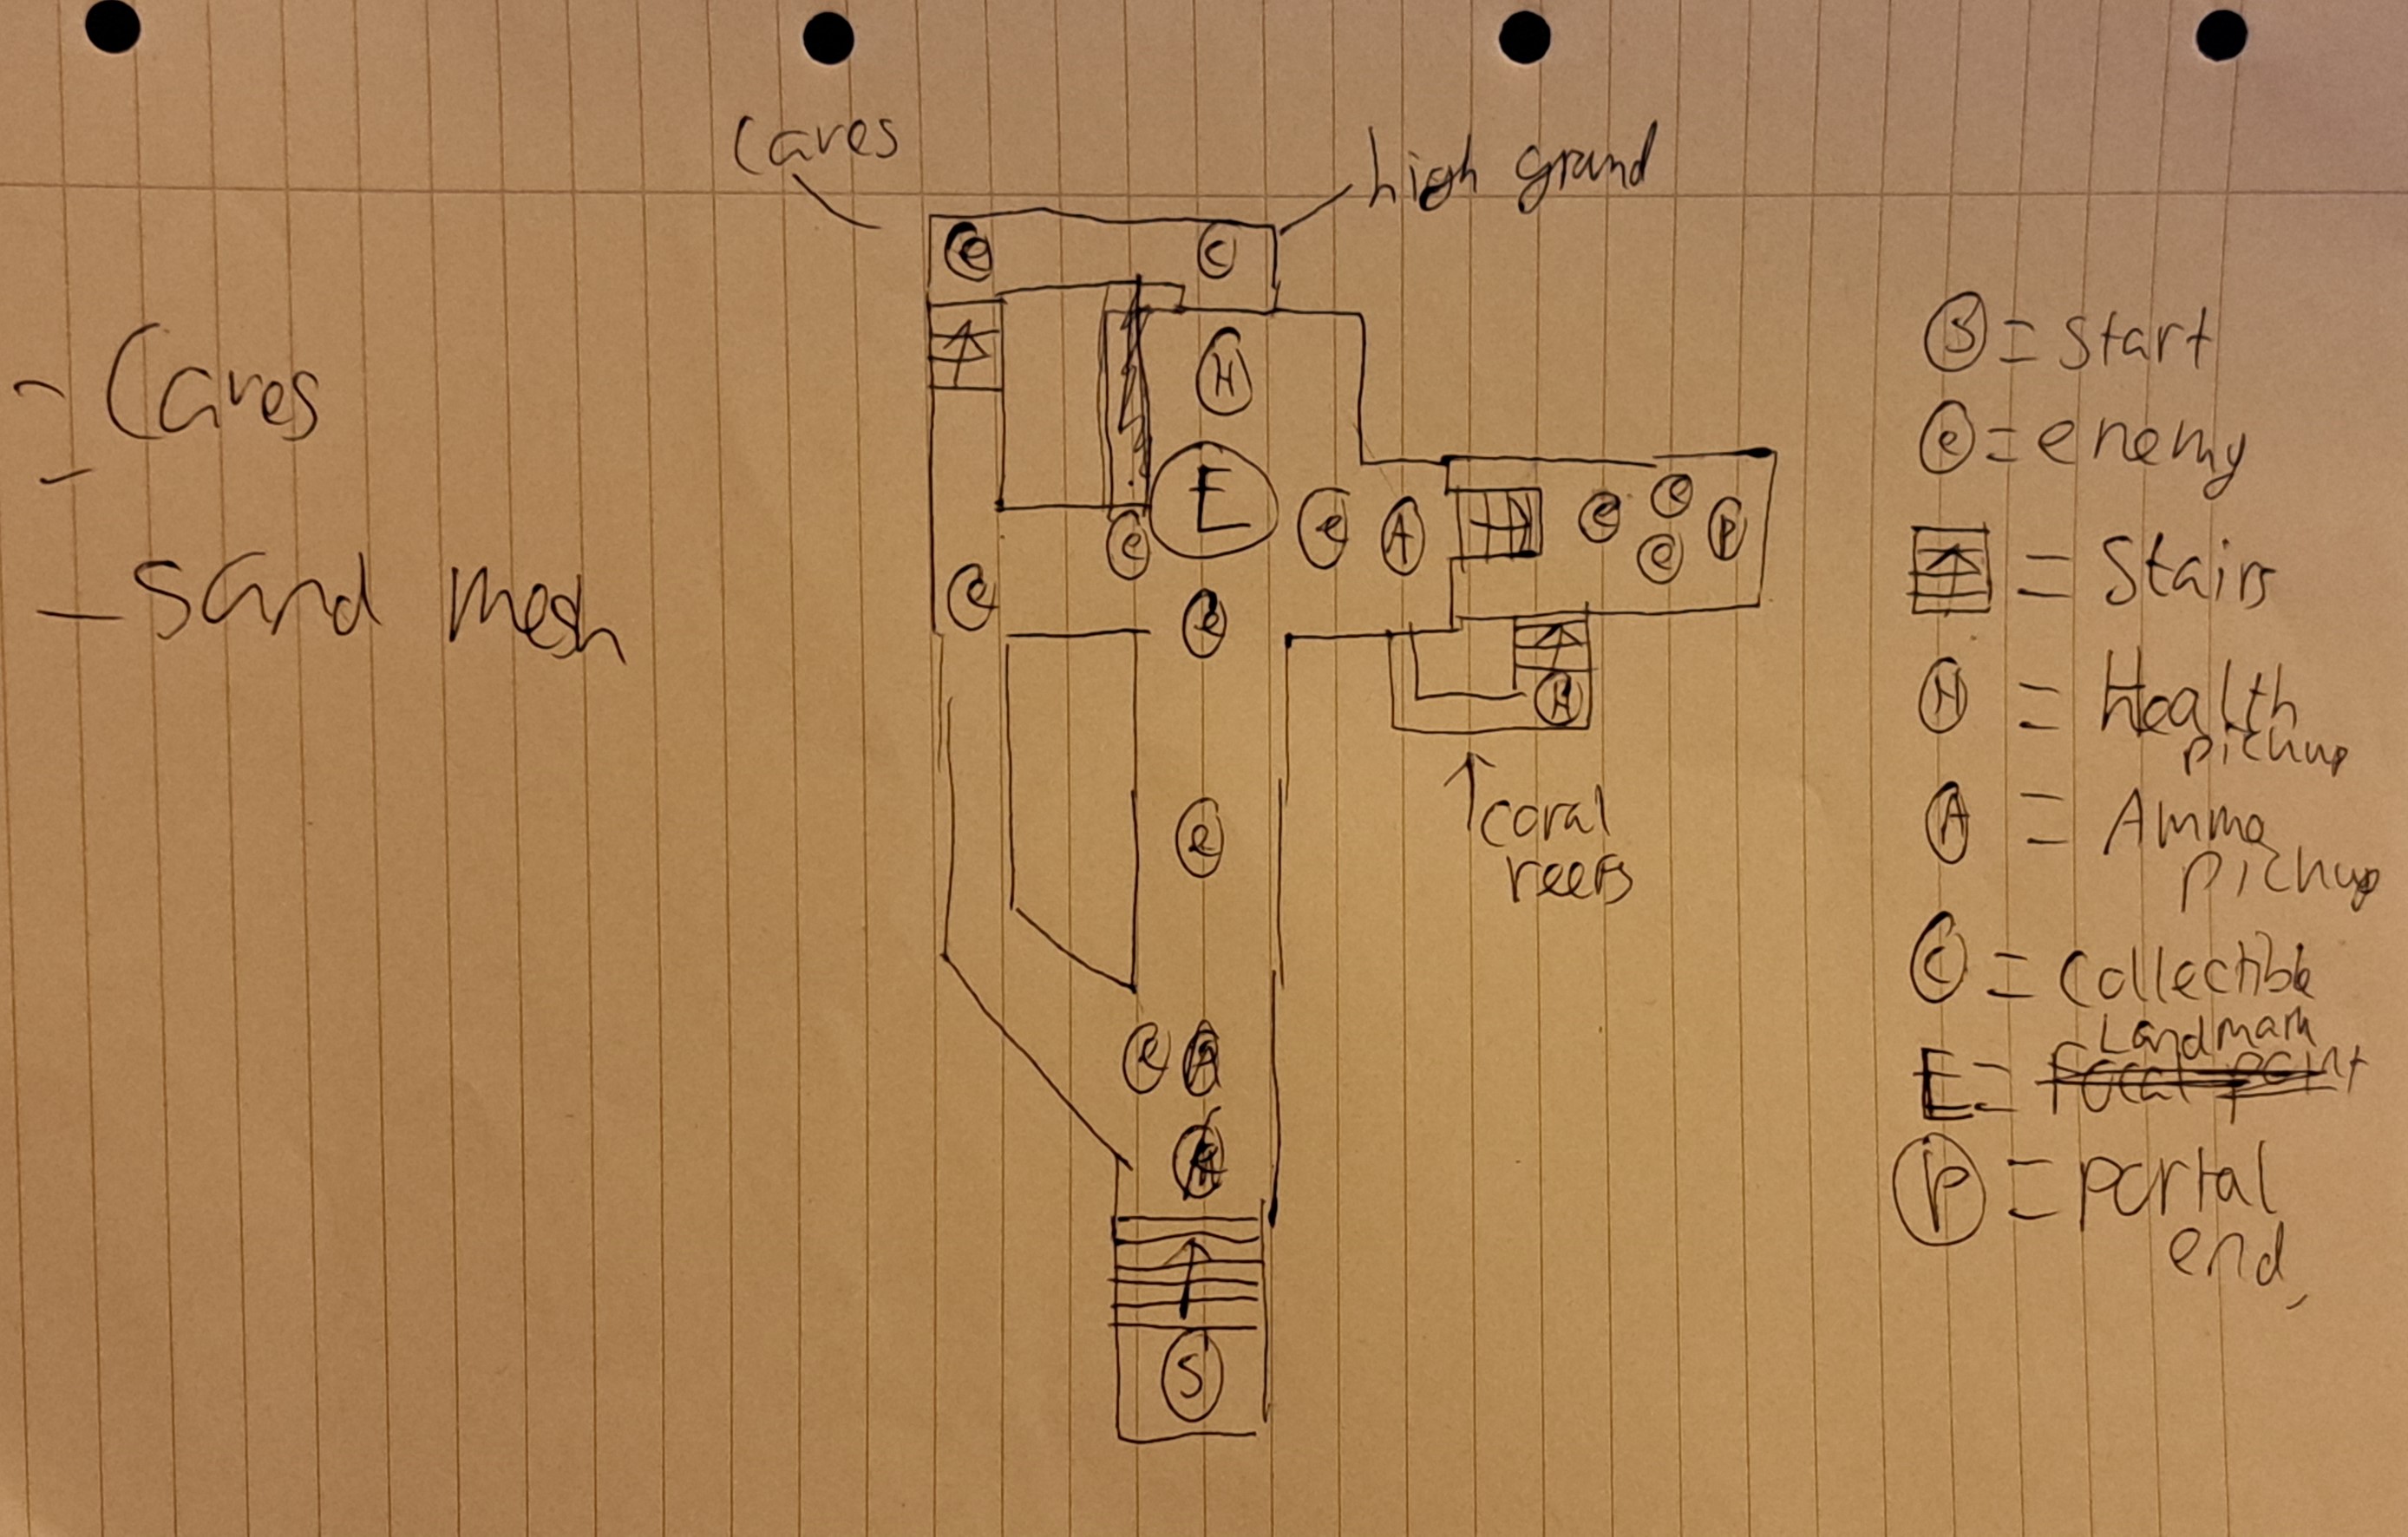 Caves
high ground
- Caves
-
- Sand mesh
e
C
H
E
e
A
e
e
P
e
e
e
e
H
e
coral
reefs
e
A
S
S = start
e = enemy
= Stairs
H = Health
pickup
A = Ammo
pickup
C = Collectible
Landmark
E = focal point
P = portal
end